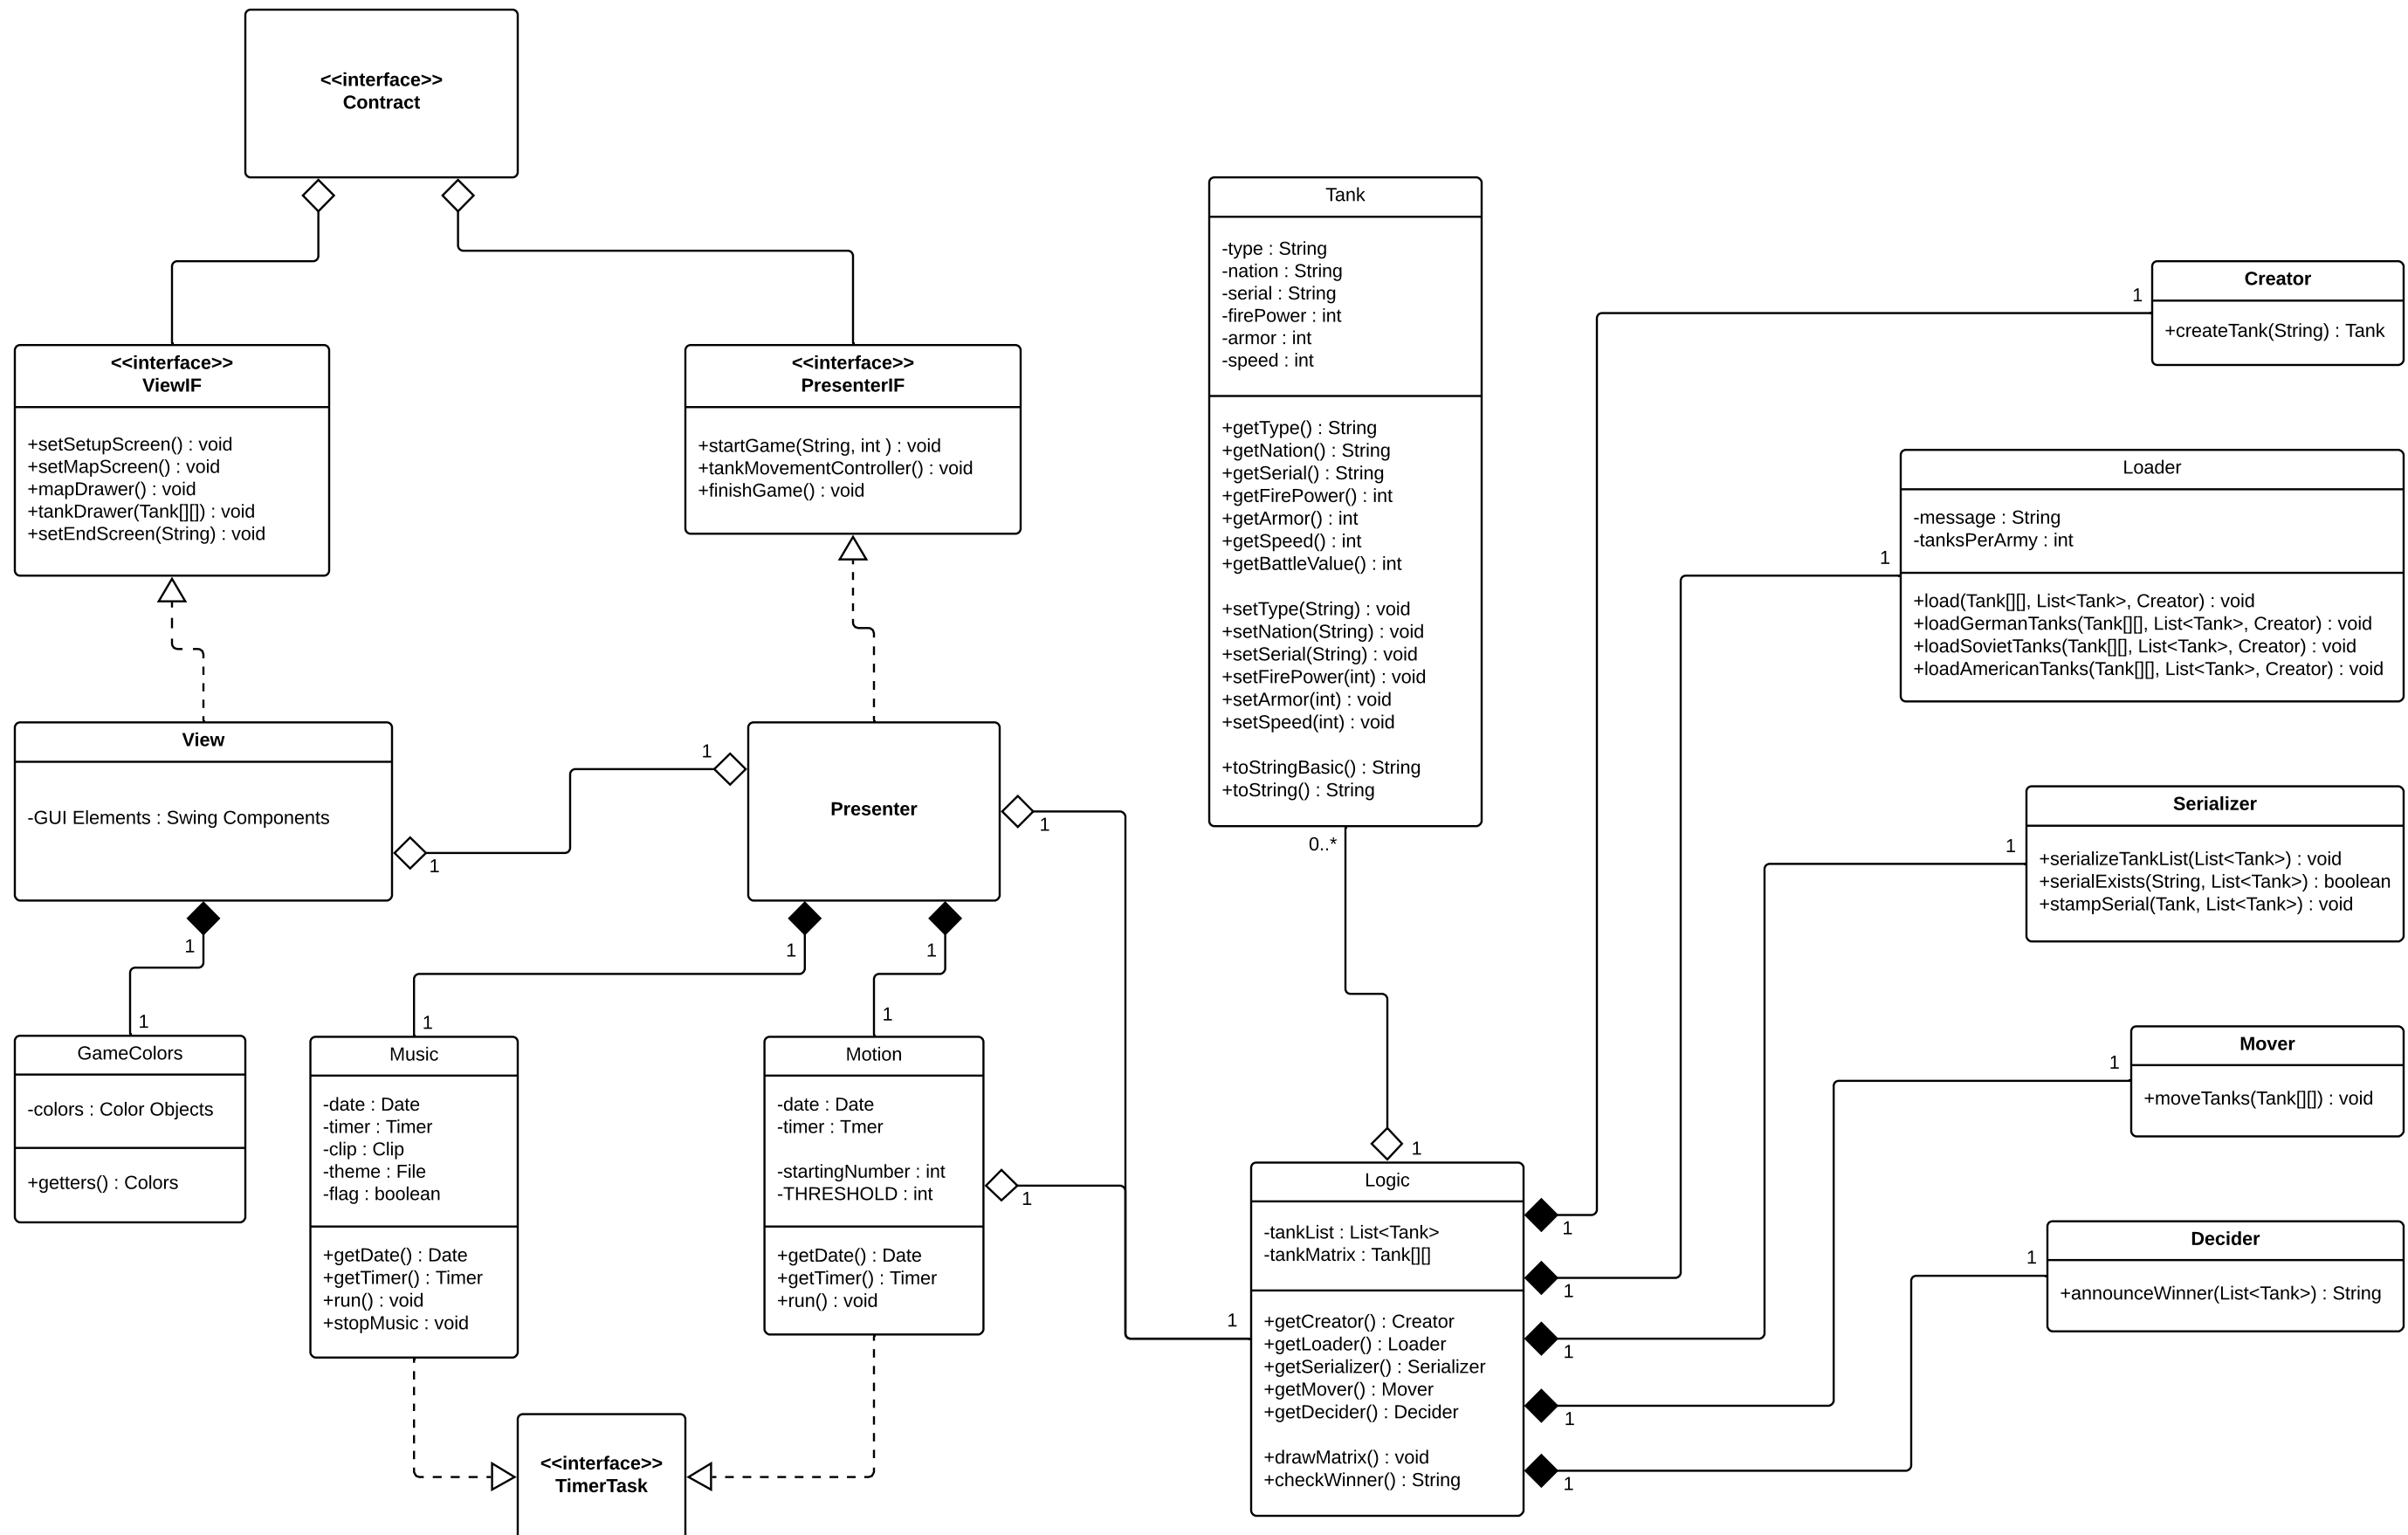 <<interface>>
Contract
<<interface>>
ViewIF
+setSetupScreen() : void
+setMapScreen() : void
+mapDrawer() : void
+tankDrawer(Tank[][]) : void
+setEndScreen(String) : void
<<interface>>
PresenterIF
+startGame(String, int ) : void
+tankMovementController() : void
+finishGame() : void
View
-GUI Elements : Swing Components
1
1
Presenter
1
1
1
GameColors
-colors : Color Objects
+getters() : Colors
1
1
Music
-date : Date
-timer : Timer
-clip : Clip
-theme : File
-flag : boolean
+getDate() : Date
+getTimer() : Timer
+run() : void
+stopMusic : void
1
1
Motion
-date : Date
-timer : Tmer
-startingNumber : int
-THRESHOLD : int
+getDate() : Date
+getTimer() : Timer
+run() : void
1
<<interface>>
TimerTask
Tank
-type : String
-nation : String
-serial : String
-firePower : int
-armor : int
-speed : int
+getType() : String
+getNation() : String
+getSerial() : String
+getFirePower() : int
+getArmor() : int
+getSpeed() : int
+getBattleValue() : int
+setType(String) : void
+setNation(String) : void
+setSerial(String) : void
+setFirePower(int) : void
+setArmor(int) : void
+setSpeed(int) : void
+toStringBasic() : String
+toString() : String
0..*
1
1
Logic
-tankList : List<Tank>
-tankMatrix : Tank[][]
+getCreator() : Creator
+getLoader() : Loader
+getSerializer() : Serializer
+getMover() : Mover
+getDecider() : Decider
+drawMatrix() : void
+checkWinner() : String
1
1
1
1
1
1
Creator
+createTank(String) : Tank
1
Loader
-message : String
-tanksPerArmy : int
+load(Tank[][], List<Tank>, Creator) : void
+loadGermanTanks(Tank[][], List<Tank>, Creator) : void
+loadSovietTanks(Tank[][], List<Tank>, Creator) : void
+loadAmericanTanks(Tank[][], List<Tank>, Creator) : void
1
Serializer
+serializeTankList(List<Tank>) : void
+serialExists(String, List<Tank>) : boolean
+stampSerial(Tank, List<Tank>) : void
1
Mover
+moveTanks(Tank[][]) : void
1
Decider
+announceWinner(List<Tank>) : String